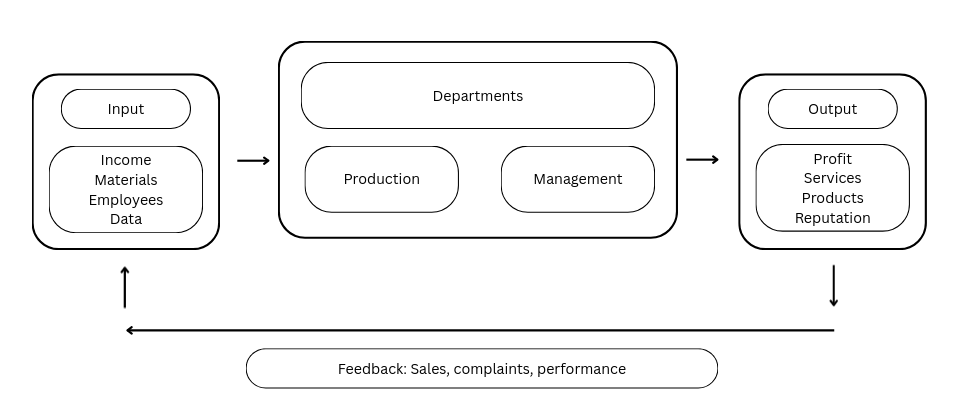 Input
Income
Materials
Employees
Data
Departments
Production
Management
Output
Profit
Services
Products
Reputation
Feedback: Sales, complaints, performance